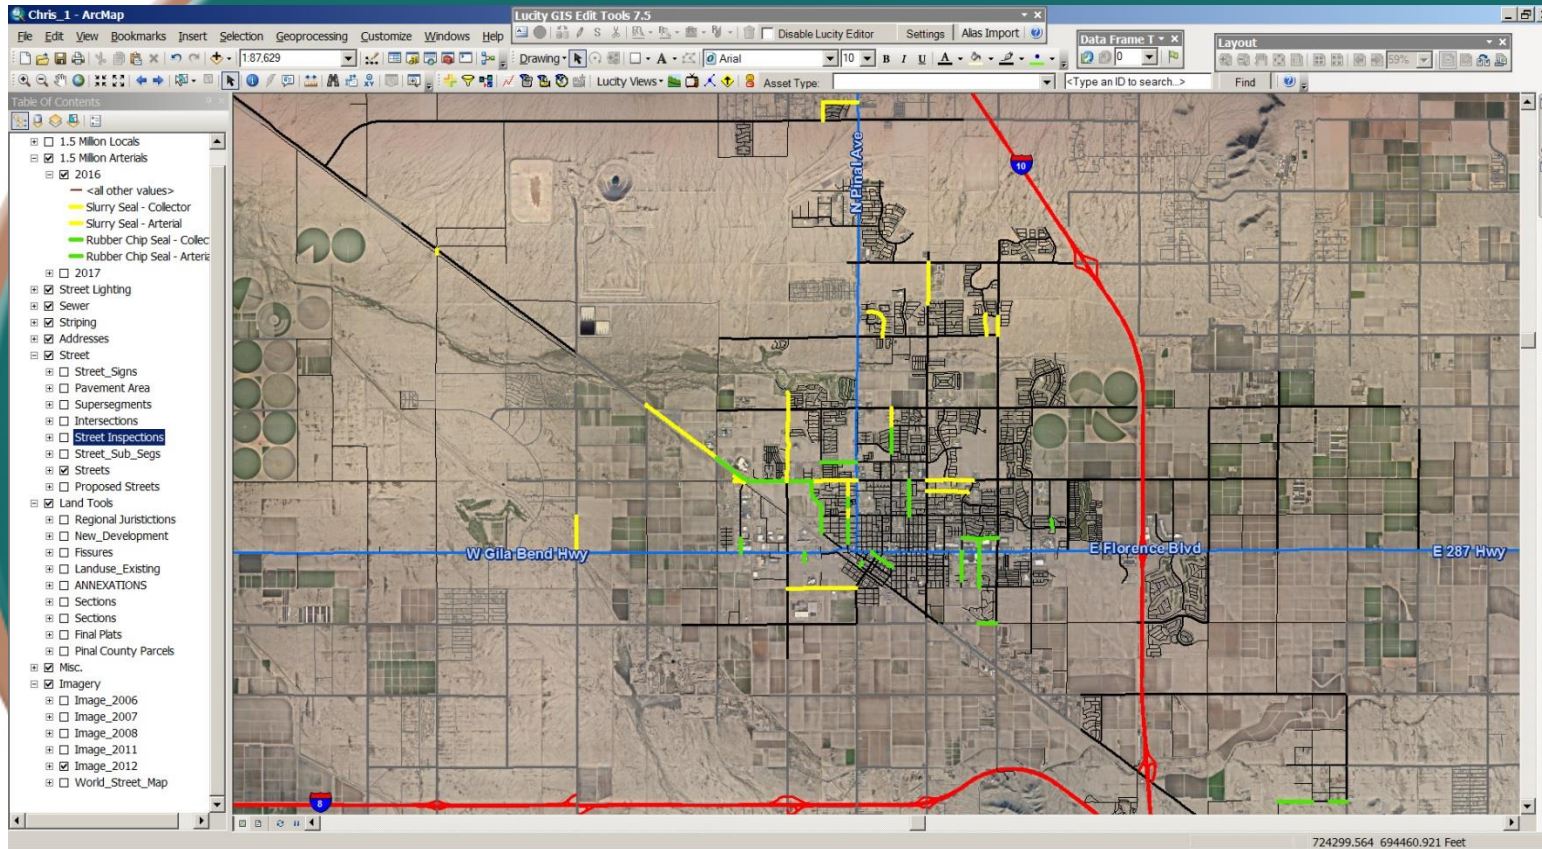 Chris_1 - ArcMap
Lucity GIS Edit Tools 7.5
File Edit View Bookmarks Insert Selection Geoprocessing Customize Windows Help
Disable Lucity Editor Settings Alias Import
Data Frame T
Layout
1:87,629
Drawing
Arial
10
B I U A
0
59%
Lucity Views
Asset Type:
<Type an ID to search...>
Find
Table Of Contents
1.5 Million Locals
1.5 Million Arterials
2016
<all other values>
Slurry Seal - Collector
Slurry Seal - Arterial
Rubber Chip Seal - Collec
Rubber Chip Seal - Arteria
2017
Street Lighting
Sewer
Striping
Addresses
Street
Street_Signs
Pavement Area
Supersegments
Intersections
Street Inspections
Street_Sub_Segs
Streets
Proposed Streets
Land Tools
Regional Juristictions
New_Development
Fissures
Landuse_Existing
ANNEXATIONS
Sections
Sections
Final Plats
Pinal County Parcels
Misc.
Imagery
Image_2006
Image_2007
Image_2008
Image_2011
Image_2012
World_Street_Map
N Pinal Ave
10
W Gila Bend Hwy
E Florence Blvd
E 287 Hwy
8
724299.564 694460.921 Feet